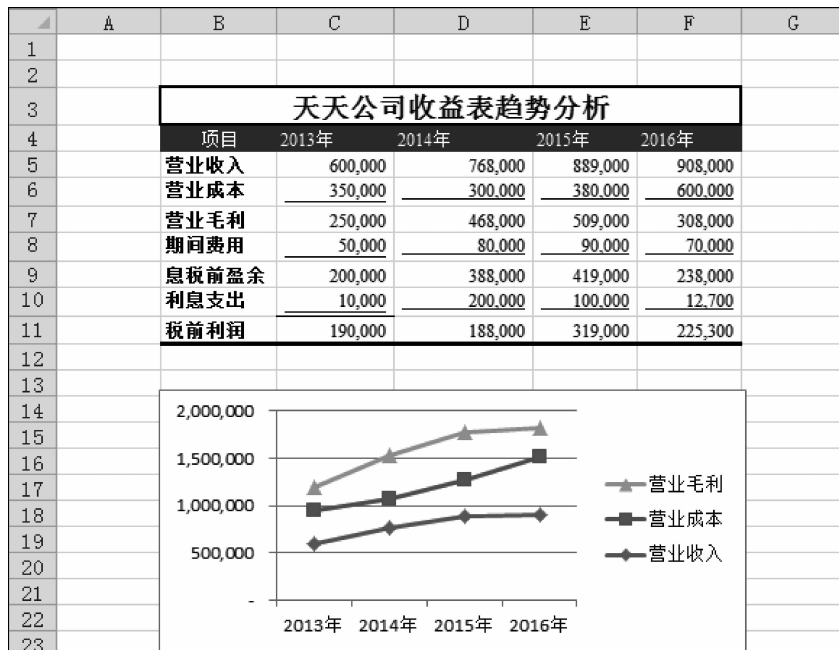 A B C D E F G
1
2
3 天天公司收益表趋势分析
4 项目 2013年 2014年 2015年 2016年
5 营业收入 600,000 768,000 889,000 908,000
6 营业成本 350,000 300,000 380,000 600,000
7 营业毛利 250,000 468,000 509,000 308,000
8 期间费用 50,000 80,000 90,000 70,000
9 息税前盈余 200,000 388,000 419,000 238,000
10 利息支出 10,000 200,000 100,000 12,700
11 税前利润 190,000 188,000 319,000 225,300
12
13
14 2,000,000
15
16 1,500,000
17 营业毛利
18 1,000,000 营业成本
19 500,000 营业收入
20
21 -
22 2013年 2014年 2015年 2016年
23